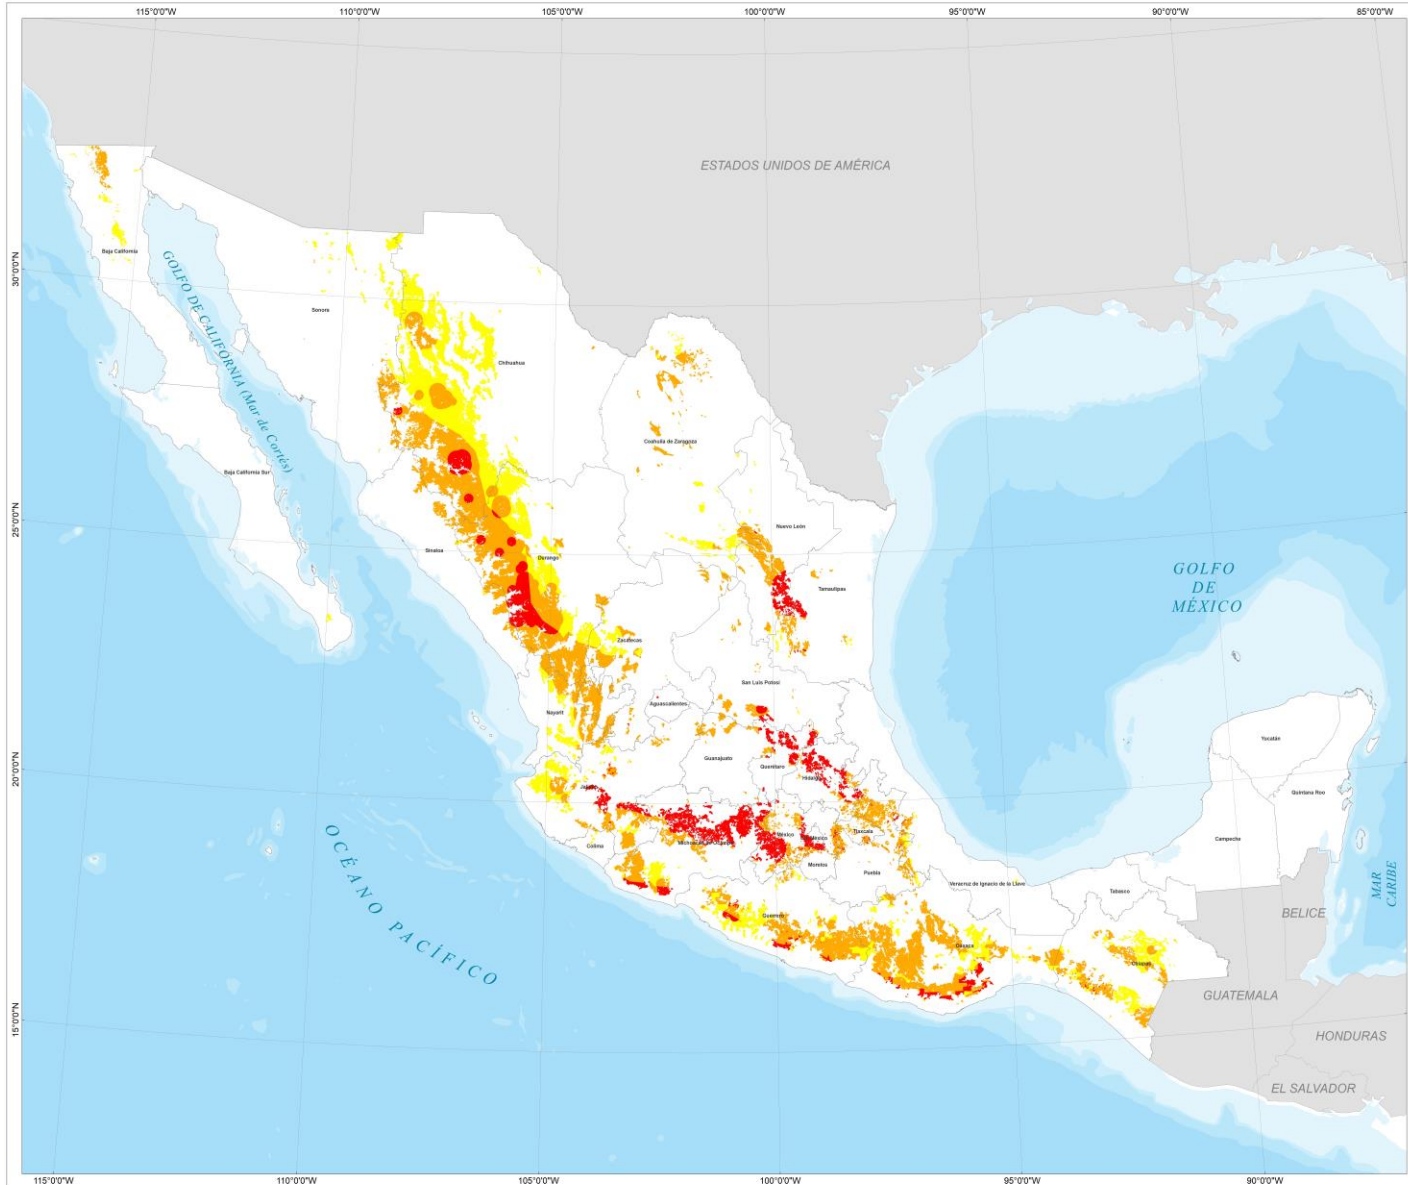 115°0'0"W 110°0'0"W 105°0'0"W 100°0'0"W 95°0'0"W 90°0'0"W 85°0'0"W
ESTADOS UNIDOS DE AMÉRICA
30°0'0"N
25°0'0"N
20°0'0"N
15°0'0"N
Baja California
GOLFO DE CALIFORNIA (Mar de Cortés)
Sonora
Chihuahua
Coahuila de Zaragoza
Baja California Sur
Nuevo León
Sinaloa
Durango
Tamaulipas
GOLFO
DE
MÉXICO
Zacatecas
San Luis Potosí
Aguascalientes
Nayarit
Yucatán
Guanajuato
Querétaro
Hidalgo
Quintana Roo
Jalisco
México
Tlaxcala
Campeche
Colima
Morelos
Puebla
Veracruz de Ignacio de la Llave
Tabasco
MAR
CARIBE
BELICE
Guerrero
Oaxaca
Chiapas
OCÉANO PACÍFICO
GUATEMALA
HONDURAS
EL SALVADOR
115°0'0"W 110°0'0"W 105°0'0"W 100°0'0"W 95°0'0"W 90°0'0"W